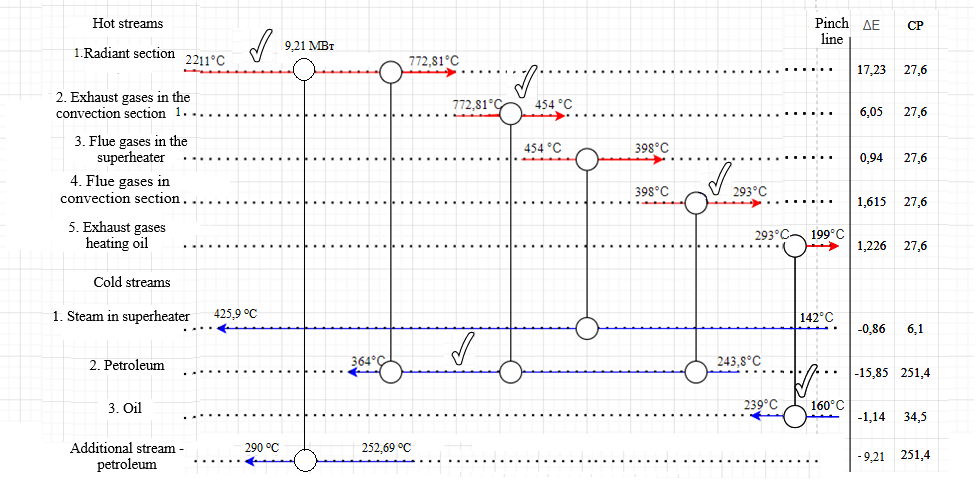 Hot streams
Pinch line ΔE CP
1.Radiant section 2211°C 9,21 МВт 772,81°C 17,23 27,6
2. Exhaust gases in the
convection section 1. 772,81°C 454 °C 6,05 27,6
3. Flue gases in the
superheater 454 °C 398°C 0,94 27,6
4. Flue gases in
convection section 398°C 293°C 1,615 27,6
5. Exhaust gases
heating oil 293°C 199°C 1,226 27,6
Cold streams
1. Steam in superheater 425,9 °C 142°C -0,86 6,1
2. Petroleum 364°C 243,8°C -15,85 251,4
3. Oil 239°C 160°C -1,14 34,5
Additional stream -
petroleum 290 °C 252,69 °C -9,21 251,4